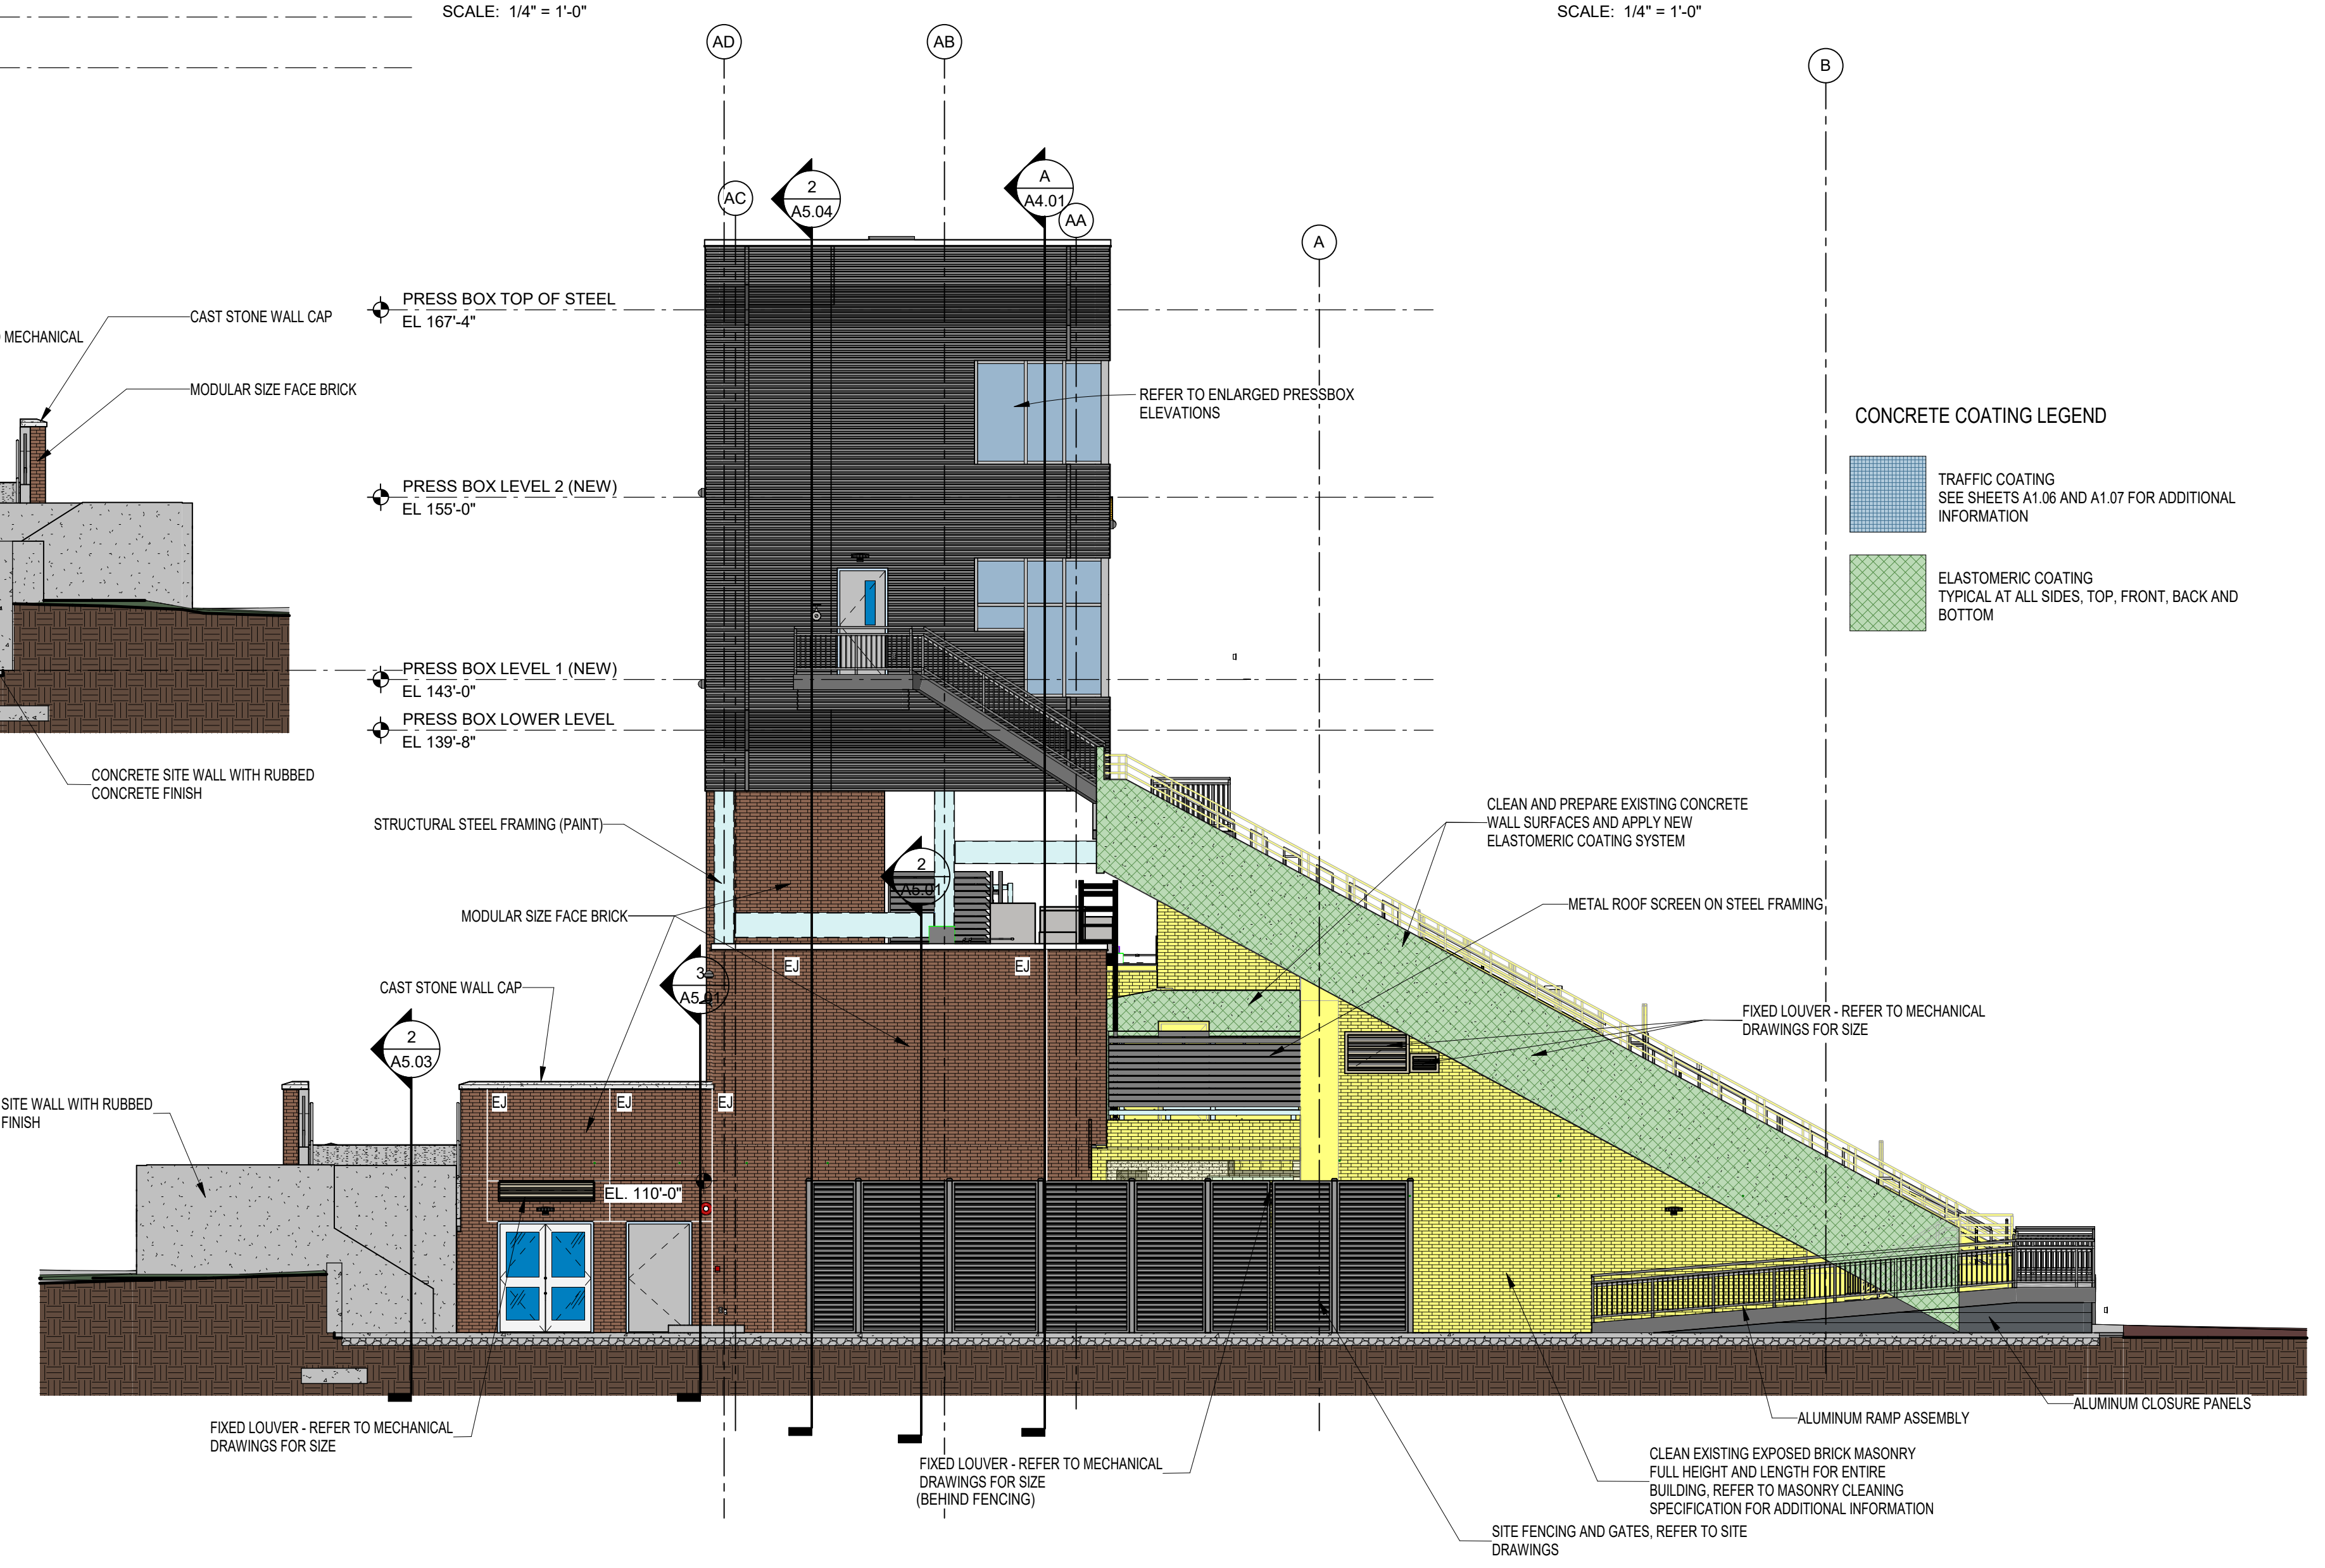 SCALE: 1/4" = 1'-0"
SCALE: 1/4" = 1'-0"
AD
AB
B
AC
2
A5.04
A
A4.01
AA
A
PRESS BOX TOP OF STEEL
EL 167'-4"
CAST STONE WALL CAP
MECHANICAL
MODULAR SIZE FACE BRICK
REFER TO ENLARGED PRESSBOX
ELEVATIONS
CONCRETE COATING LEGEND
TRAFFIC COATING
SEE SHEETS A1.06 AND A1.07 FOR ADDITIONAL
INFORMATION
ELASTOMERIC COATING
TYPICAL AT ALL SIDES, TOP, FRONT, BACK AND
BOTTOM
PRESS BOX LEVEL 2 (NEW)
EL 155'-0"
PRESS BOX LEVEL 1 (NEW)
EL 143'-0"
PRESS BOX LOWER LEVEL
EL 139'-8"
CONCRETE SITE WALL WITH RUBBED
CONCRETE FINISH
STRUCTURAL STEEL FRAMING (PAINT)
CLEAN AND PREPARE EXISTING CONCRETE
WALL SURFACES AND APPLY NEW
ELASTOMERIC COATING SYSTEM
2
A5.01
METAL ROOF SCREEN ON STEEL FRAMING
MODULAR SIZE FACE BRICK
EJ
EJ
3
A5.01
CAST STONE WALL CAP
FIXED LOUVER - REFER TO MECHANICAL
DRAWINGS FOR SIZE
2
A5.03
EJ
EJ
EJ
SITE WALL WITH RUBBED
FINISH
EL. 110'-0"
FIXED LOUVER - REFER TO MECHANICAL
DRAWINGS FOR SIZE
FIXED LOUVER - REFER TO MECHANICAL
DRAWINGS FOR SIZE
(BEHIND FENCING)
ALUMINUM CLOSURE PANELS
ALUMINUM RAMP ASSEMBLY
CLEAN EXISTING EXPOSED BRICK MASONRY
FULL HEIGHT AND LENGTH FOR ENTIRE
BUILDING, REFER TO MASONRY CLEANING
SPECIFICATION FOR ADDITIONAL INFORMATION
SITE FENCING AND GATES, REFER TO SITE
DRAWINGS